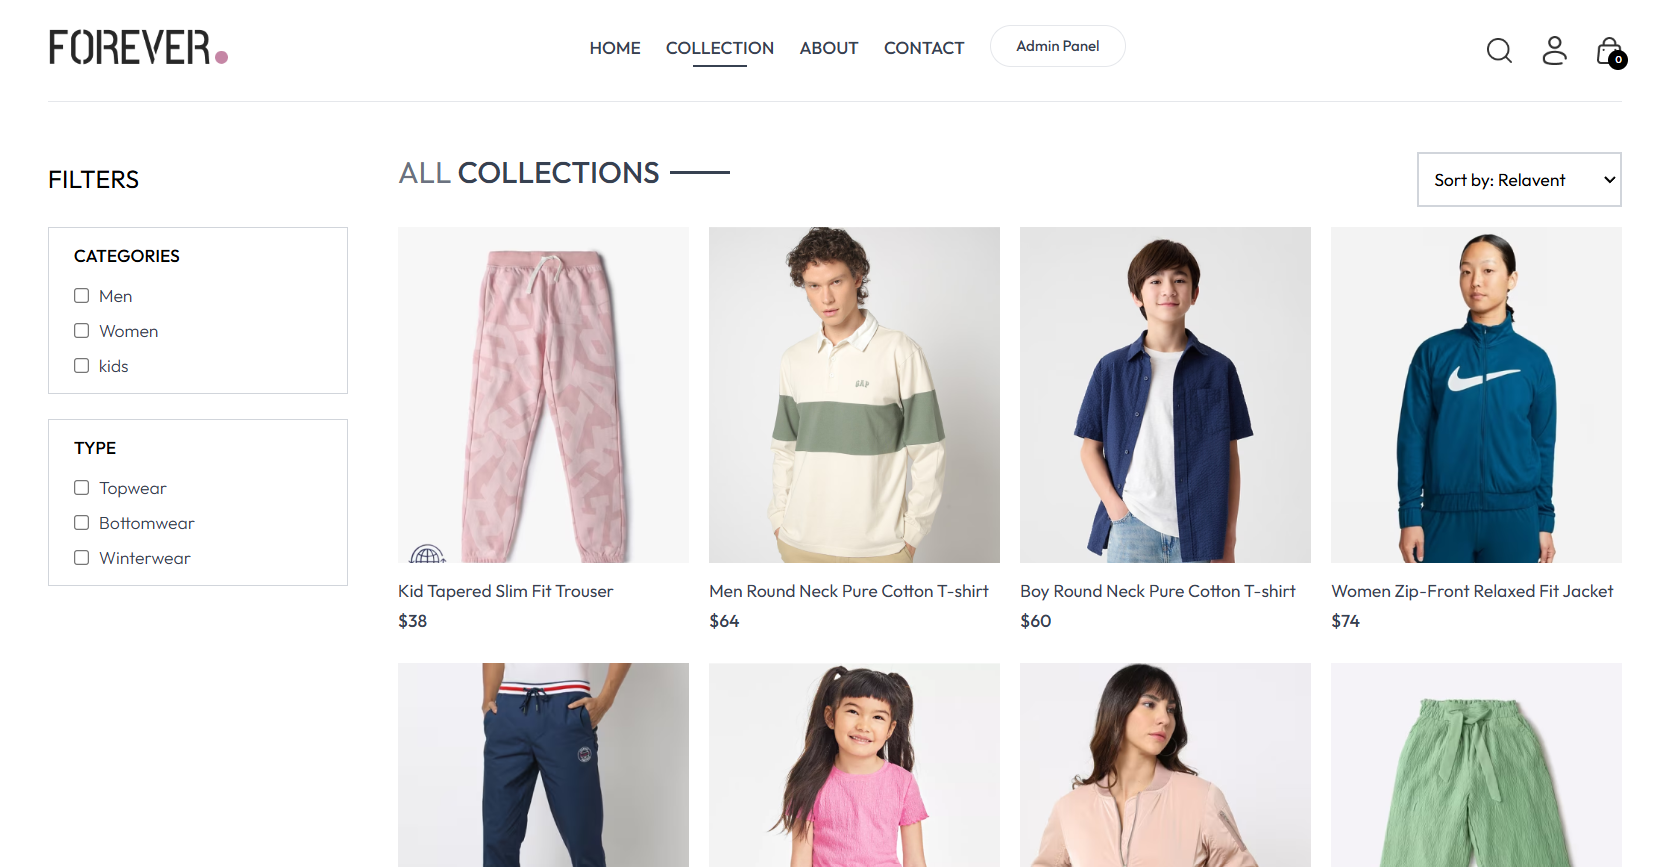 FOREVER.
HOME COLLECTION ABOUT CONTACT Admin Panel
0
FILTERS
CATEGORIES
Men
Women
kids
TYPE
Topwear
Bottomwear
Winterwear
ALL COLLECTIONS
Sort by: Relavent
GAP
Kid Tapered Slim Fit Trouser
$38
Men Round Neck Pure Cotton T-shirt
$64
Boy Round Neck Pure Cotton T-shirt
$60
Women Zip-Front Relaxed Fit Jacket
$74